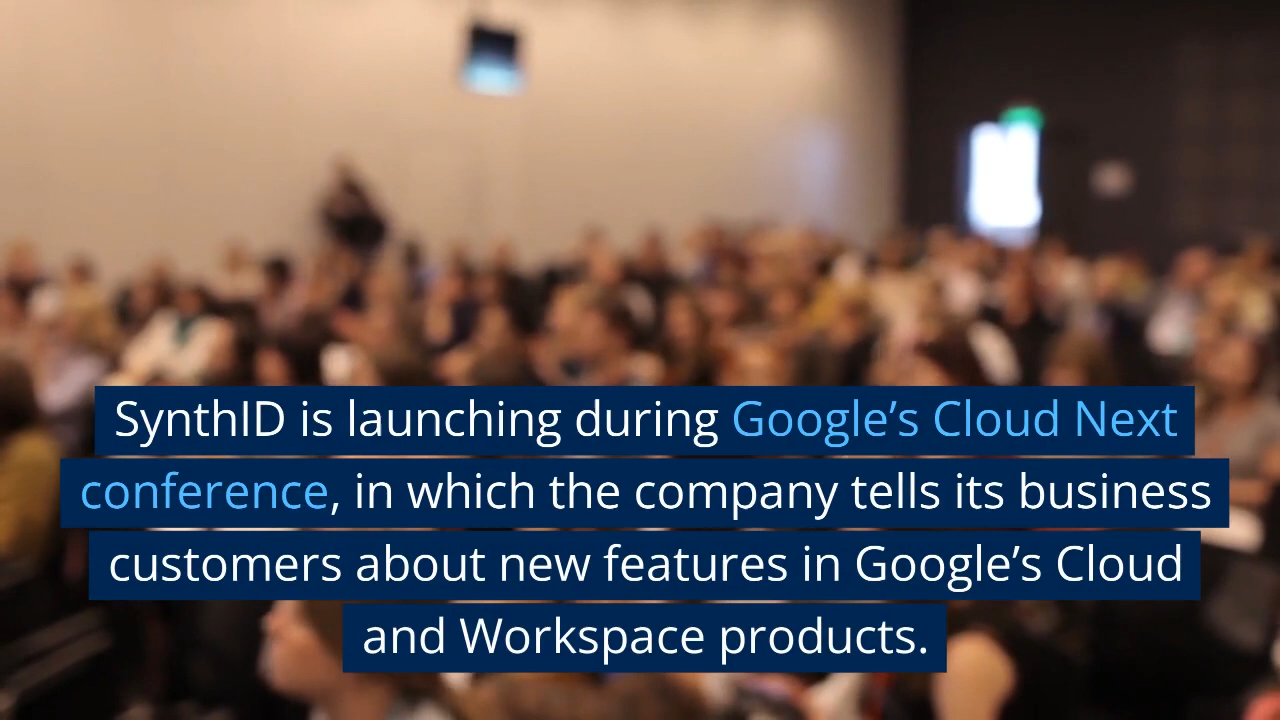 SynthID is launching during Google’s Cloud Next
conference, in which the company tells its business
customers about new features in Google’s Cloud
and Workspace products.